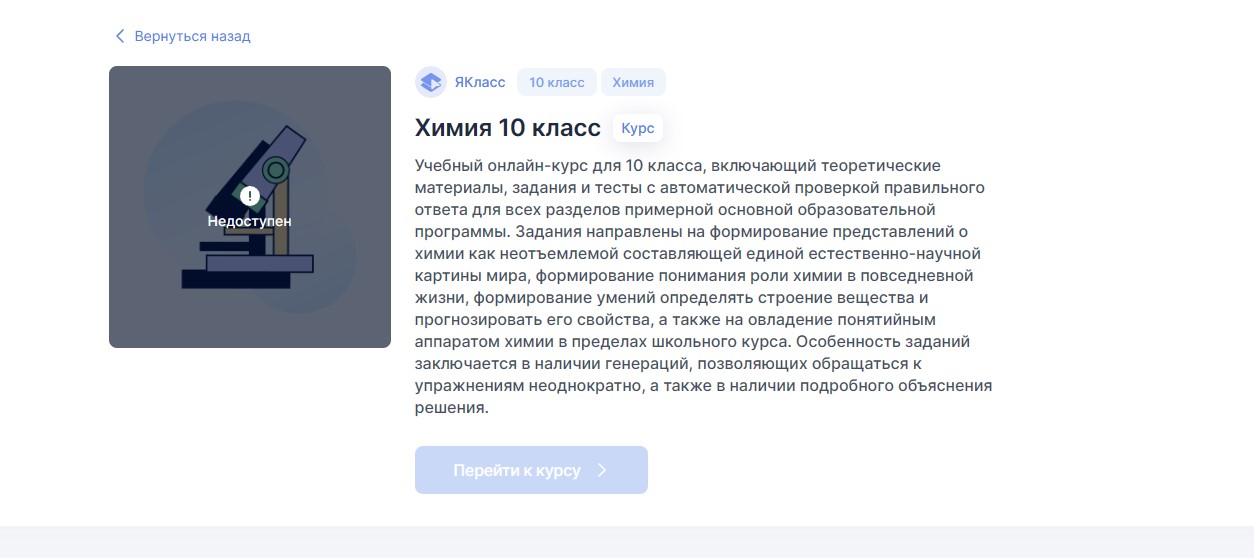 Вернуться назад
ЯКласс
10 класс
Химия
Химия 10 класс
Курс
Недоступен
Учебный онлайн-курс для 10 класса, включающий теоретические
материалы, задания и тесты с автоматической проверкой правильного
ответа для всех разделов примерной основной образовательной
программы. Задания направлены на формирование представлений о
химии как неотъемлемой составляющей единой естественно-научной
картины мира, формирование понимания роли химии в повседневной
жизни, формирование умений определять строение вещества и
прогнозировать его свойства, а также на овладение понятийным
аппаратом химии в пределах школьного курса. Особенность заданий
заключается в наличии генераций, позволяющих обращаться к
упражнениям неоднократно, а также в наличии подробного объяснения
решения.
Перейти к курсу